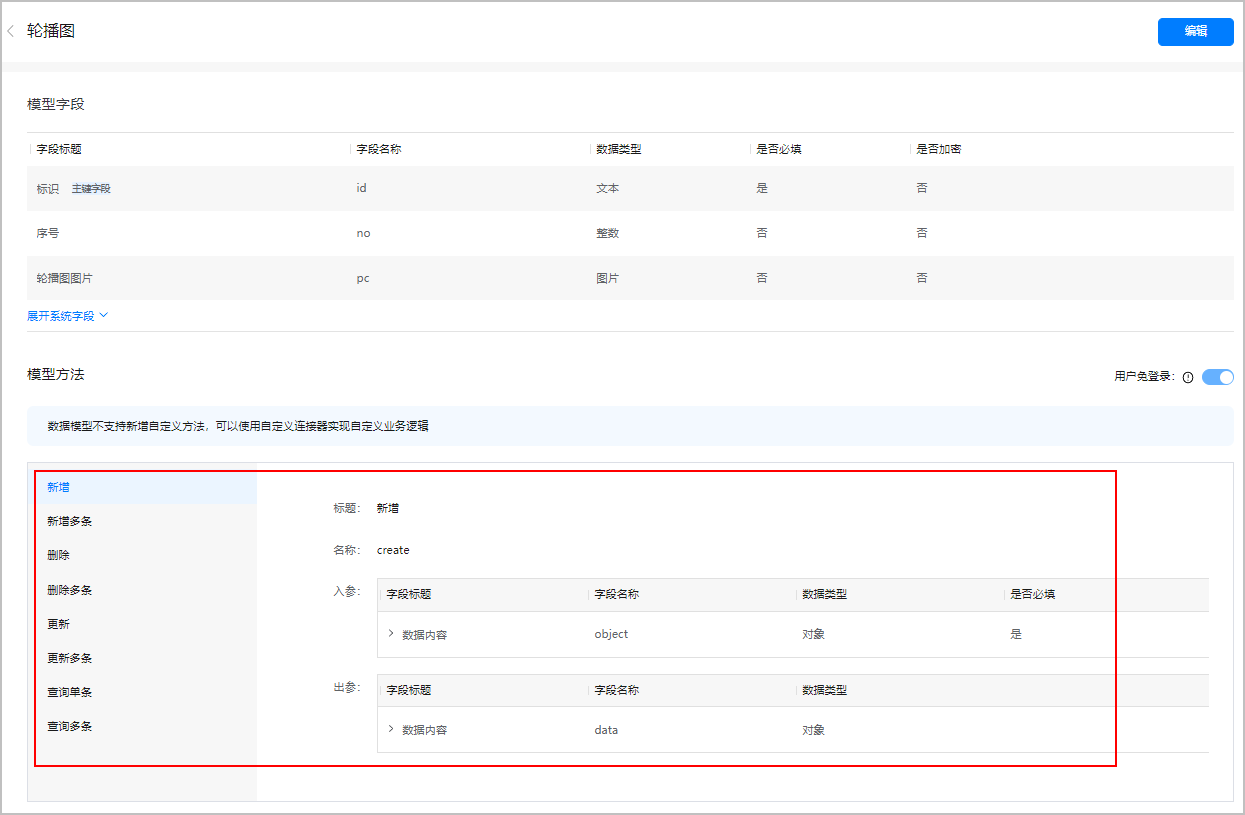 轮播图
编辑
模型字段
字段标题 字段名称 数据类型 是否必填 是否加密
标识 主键字段 id 文本 是 否
序号 no 整数 否 否
轮播图图片 pc 图片 否 否
展开系统字段
模型方法
用户免登录：
数据模型不支持新增自定义方法，可以使用自定义连接器实现自定义业务逻辑
新增
新增多条
删除
删除多条
更新
更新多条
查询单条
查询多条
标题： 新增
名称： create
入参： 字段标题 字段名称 数据类型 是否必填
数据内容 object 对象 是
出参： 字段标题 字段名称 数据类型
数据内容 data 对象